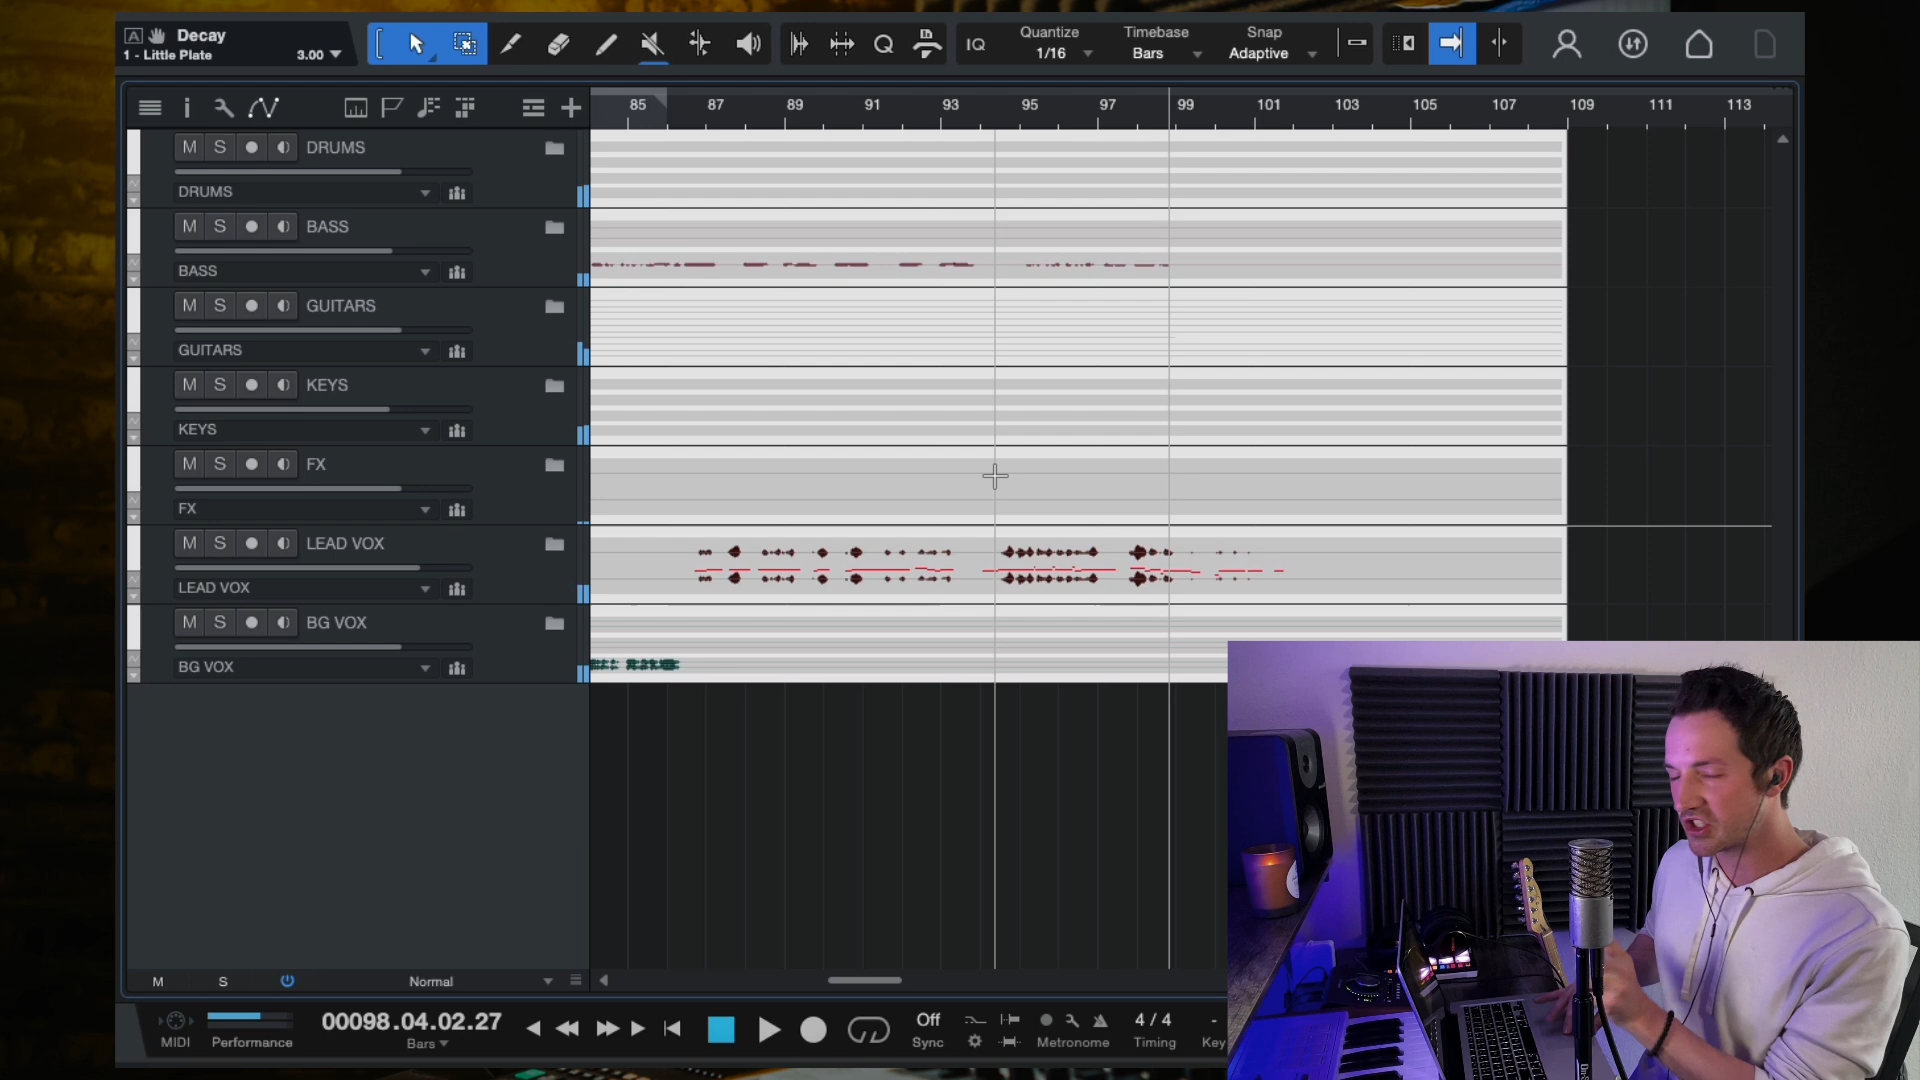 A Decay
1 - Little Plate 3.00
IQ
Quantize
1/16
Timebase
Bars
Snap
Adaptive
85 87 89 91 93 95 97 99 101 103 105 107 109 111 113
M S DRUMS
DRUMS
M S BASS
BASS
M S GUITARS
GUITARS
M S KEYS
KEYS
M S FX
FX
M S LEAD VOX
LEAD VOX
M S BG VOX
BG VOX
M S Normal
MIDI
Performance
00098.04.02.27
Bars
Off
Sync
Metronome
4 / 4
Timing
-
Key